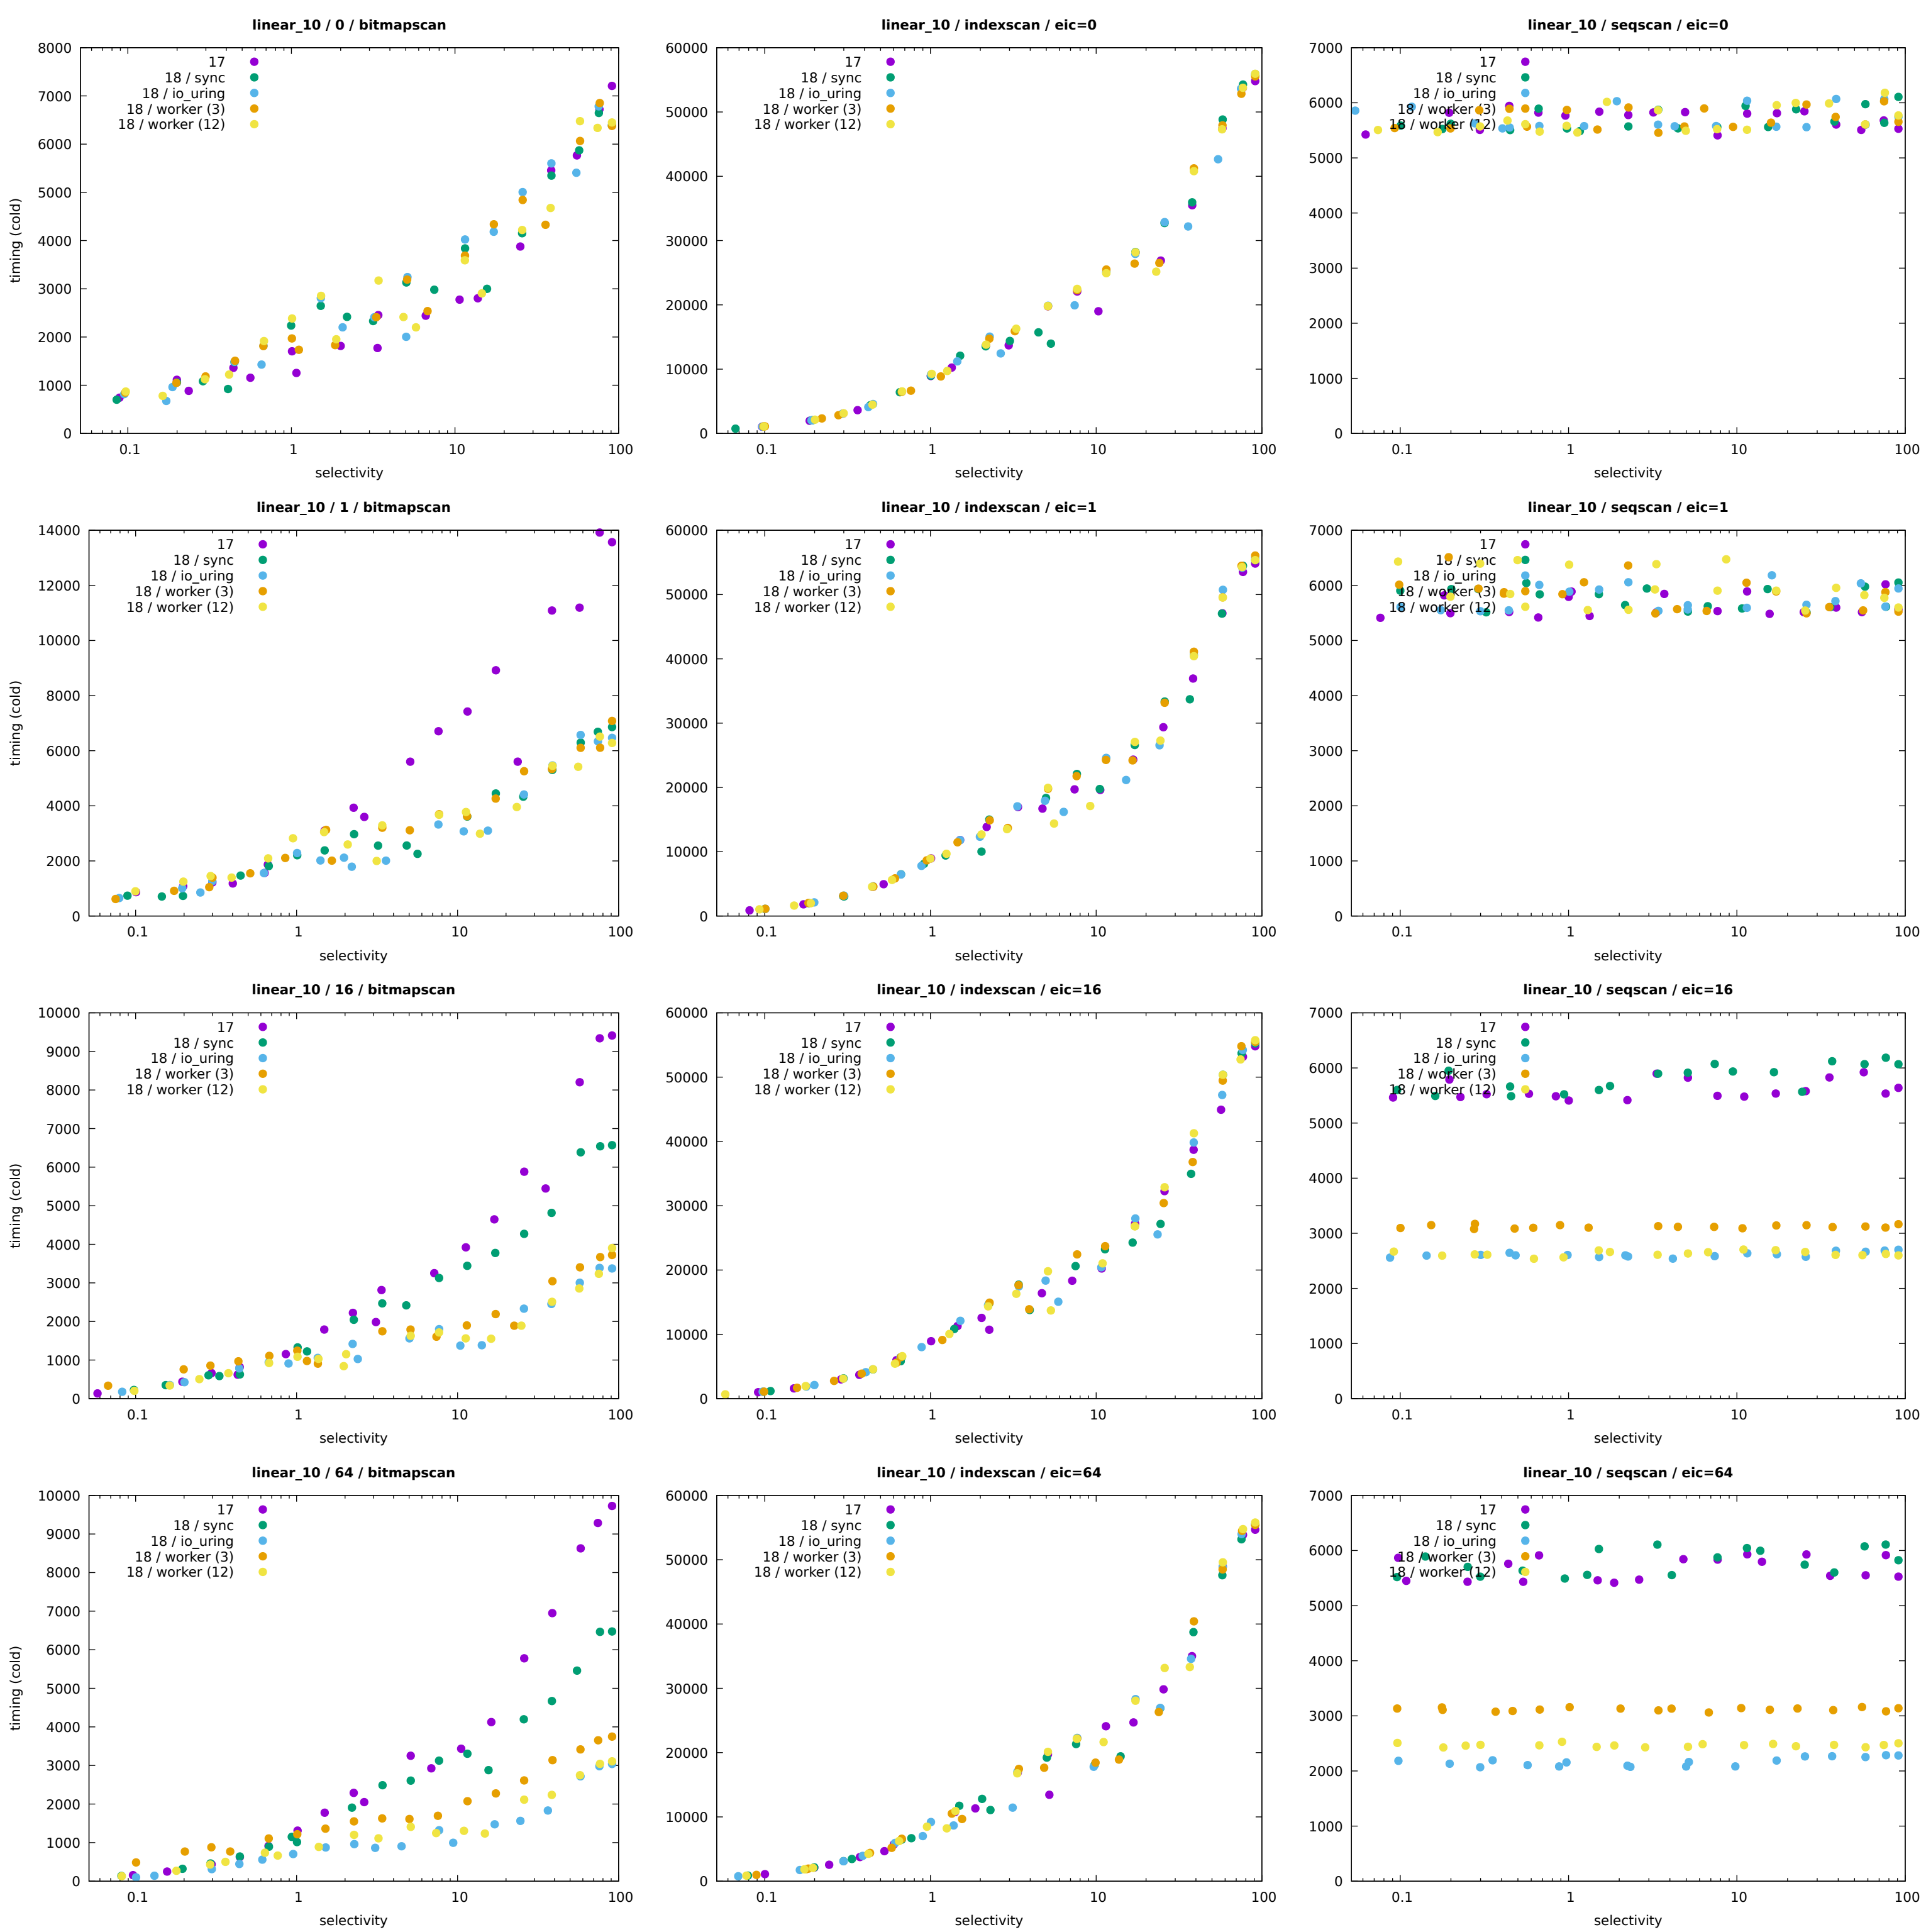 linear_10 / 0 / bitmapscan
8000
7000
6000
5000
4000
3000
2000
1000
0
timing (cold)
17
18 / sync
18 / io_uring
18 / worker (3)
18 / worker (12)
0.1 1 10 100
selectivity
linear_10 / indexscan / eic=0
60000
50000
40000
30000
20000
10000
0
17
18 / sync
18 / io_uring
18 / worker (3)
18 / worker (12)
0.1 1 10 100
selectivity
linear_10 / seqscan / eic=0
7000
6000
5000
4000
3000
2000
1000
0
17
18 / sync
18 / io_uring
18 / worker (3)
18 / worker (12)
0.1 1 10 100
selectivity
linear_10 / 1 / bitmapscan
14000
12000
10000
8000
6000
4000
2000
0
timing (cold)
17
18 / sync
18 / io_uring
18 / worker (3)
18 / worker (12)
0.1 1 10 100
selectivity
linear_10 / indexscan / eic=1
60000
50000
40000
30000
20000
10000
0
17
18 / sync
18 / io_uring
18 / worker (3)
18 / worker (12)
0.1 1 10 100
selectivity
linear_10 / seqscan / eic=1
7000
6000
5000
4000
3000
2000
1000
0
17
18 / sync
18 / io_uring
18 / worker (3)
18 / worker (12)
0.1 1 10 100
selectivity
linear_10 / 16 / bitmapscan
10000
9000
8000
7000
6000
5000
4000
3000
2000
1000
0
timing (cold)
17
18 / sync
18 / io_uring
18 / worker (3)
18 / worker (12)
0.1 1 10 100
selectivity
linear_10 / indexscan / eic=16
60000
50000
40000
30000
20000
10000
0
17
18 / sync
18 / io_uring
18 / worker (3)
18 / worker (12)
0.1 1 10 100
selectivity
linear_10 / seqscan / eic=16
7000
6000
5000
4000
3000
2000
1000
0
17
18 / sync
18 / io_uring
18 / worker (3)
18 / worker (12)
0.1 1 10 100
selectivity
linear_10 / 64 / bitmapscan
10000
9000
8000
7000
6000
5000
4000
3000
2000
1000
0
timing (cold)
17
18 / sync
18 / io_uring
18 / worker (3)
18 / worker (12)
0.1 1 10 100
selectivity
linear_10 / indexscan / eic=64
60000
50000
40000
30000
20000
10000
0
17
18 / sync
18 / io_uring
18 / worker (3)
18 / worker (12)
0.1 1 10 100
selectivity
linear_10 / seqscan / eic=64
7000
6000
5000
4000
3000
2000
1000
0
17
18 / sync
18 / io_uring
18 / worker (3)
18 / worker (12)
0.1 1 10 100
selectivity